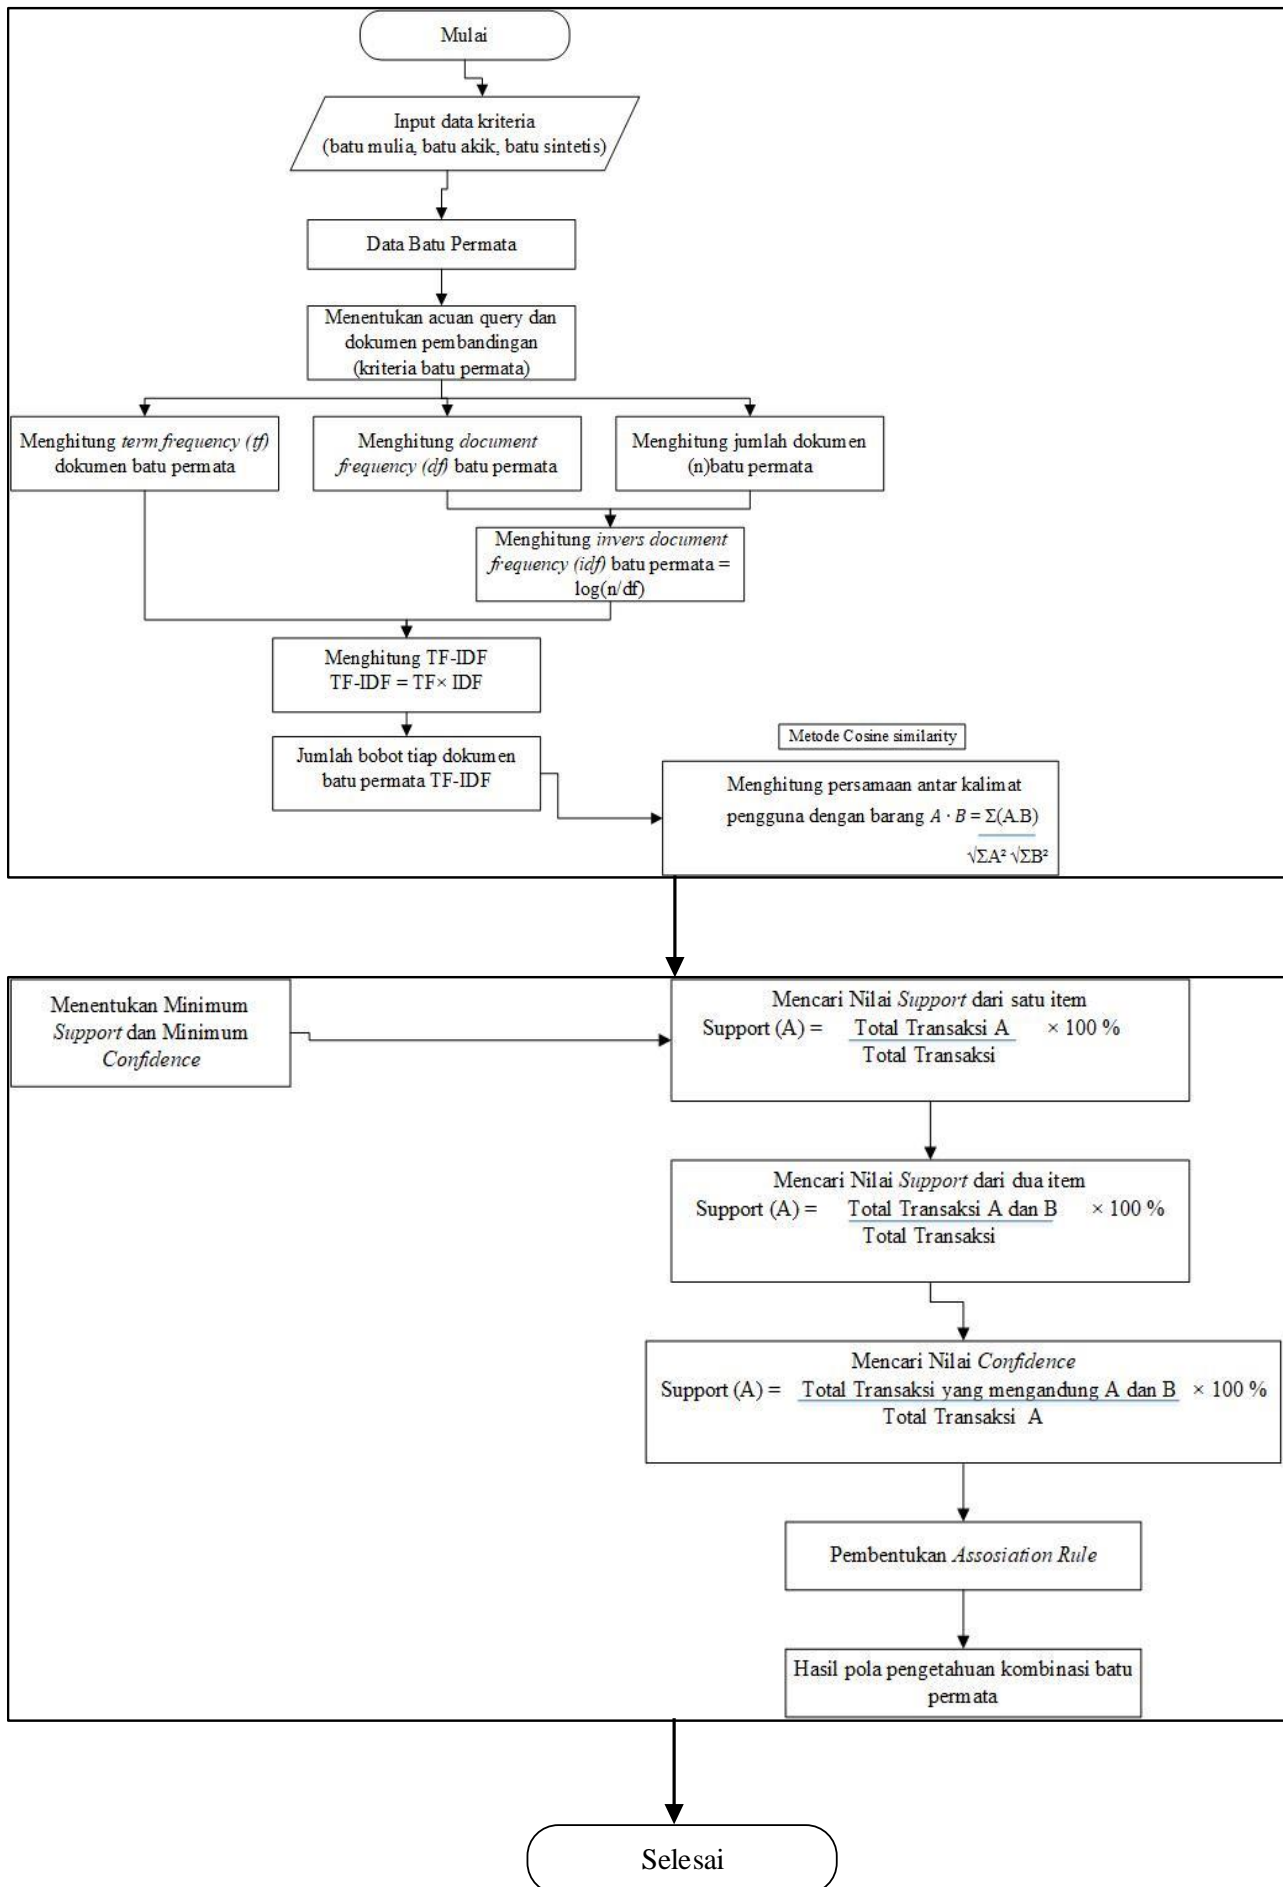 Mulai
Input data kriteria
(batu mulia, batu akik, batu sintetis)
Data Batu Permata
Menentukan acuan query dan
dokumen pembandingan
(kriteria batu permata)
Menghitung term frequency (tf)
dokumen batu permata
Menghitung document
frequency (df) batu permata
Menghitung jumlah dokumen
(n)batu permata
Menghitung invers document
frequency (idf) batu permata =
log(n/df)
Menghitung TF-IDF
TF-IDF = TF× IDF
Jumlah bobot tiap dokumen
batu permata TF-IDF
Metode Cosine similarity
Menghitung persamaan antar kalimat
pengguna dengan barang A · B = Σ(A.B)
√ΣA² √ΣB²
Menentukan Minimum
Support dan Minimum
Confidence
Mencari Nilai Support dari satu item
Support (A) = Total Transaksi A × 100 %
Total Transaksi
Mencari Nilai Support dari dua item
Support (A) = Total Transaksi A dan B × 100 %
Total Transaksi
Mencari Nilai Confidence
Support (A) = Total Transaksi yang mengandung A dan B × 100 %
Total Transaksi A
Pembentukan Assosiation Rule
Hasil pola pengetahuan kombinasi batu
permata
Selesai